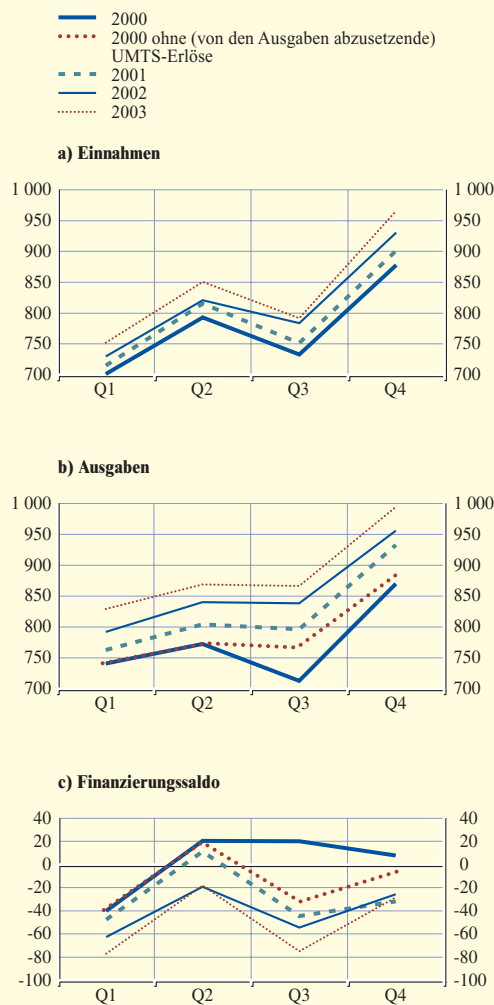 2000
2000 ohne (von den Ausgaben abzusetzende)
UMTS-Erlöse
2001
2002
2003
a) Einnahmen
1 000 1 000
950 950
900 900
850 850
800 800
750 750
700 700
Q1 Q2 Q3 Q4
b) Ausgaben
1 000 1 000
950 950
900 900
850 850
800 800
750 750
700 700
Q1 Q2 Q3 Q4
c) Finanzierungssaldo
40 40
20 20
0 0
-20 -20
-40 -40
-60 -60
-80 -80
-100 -100
Q1 Q2 Q3 Q4